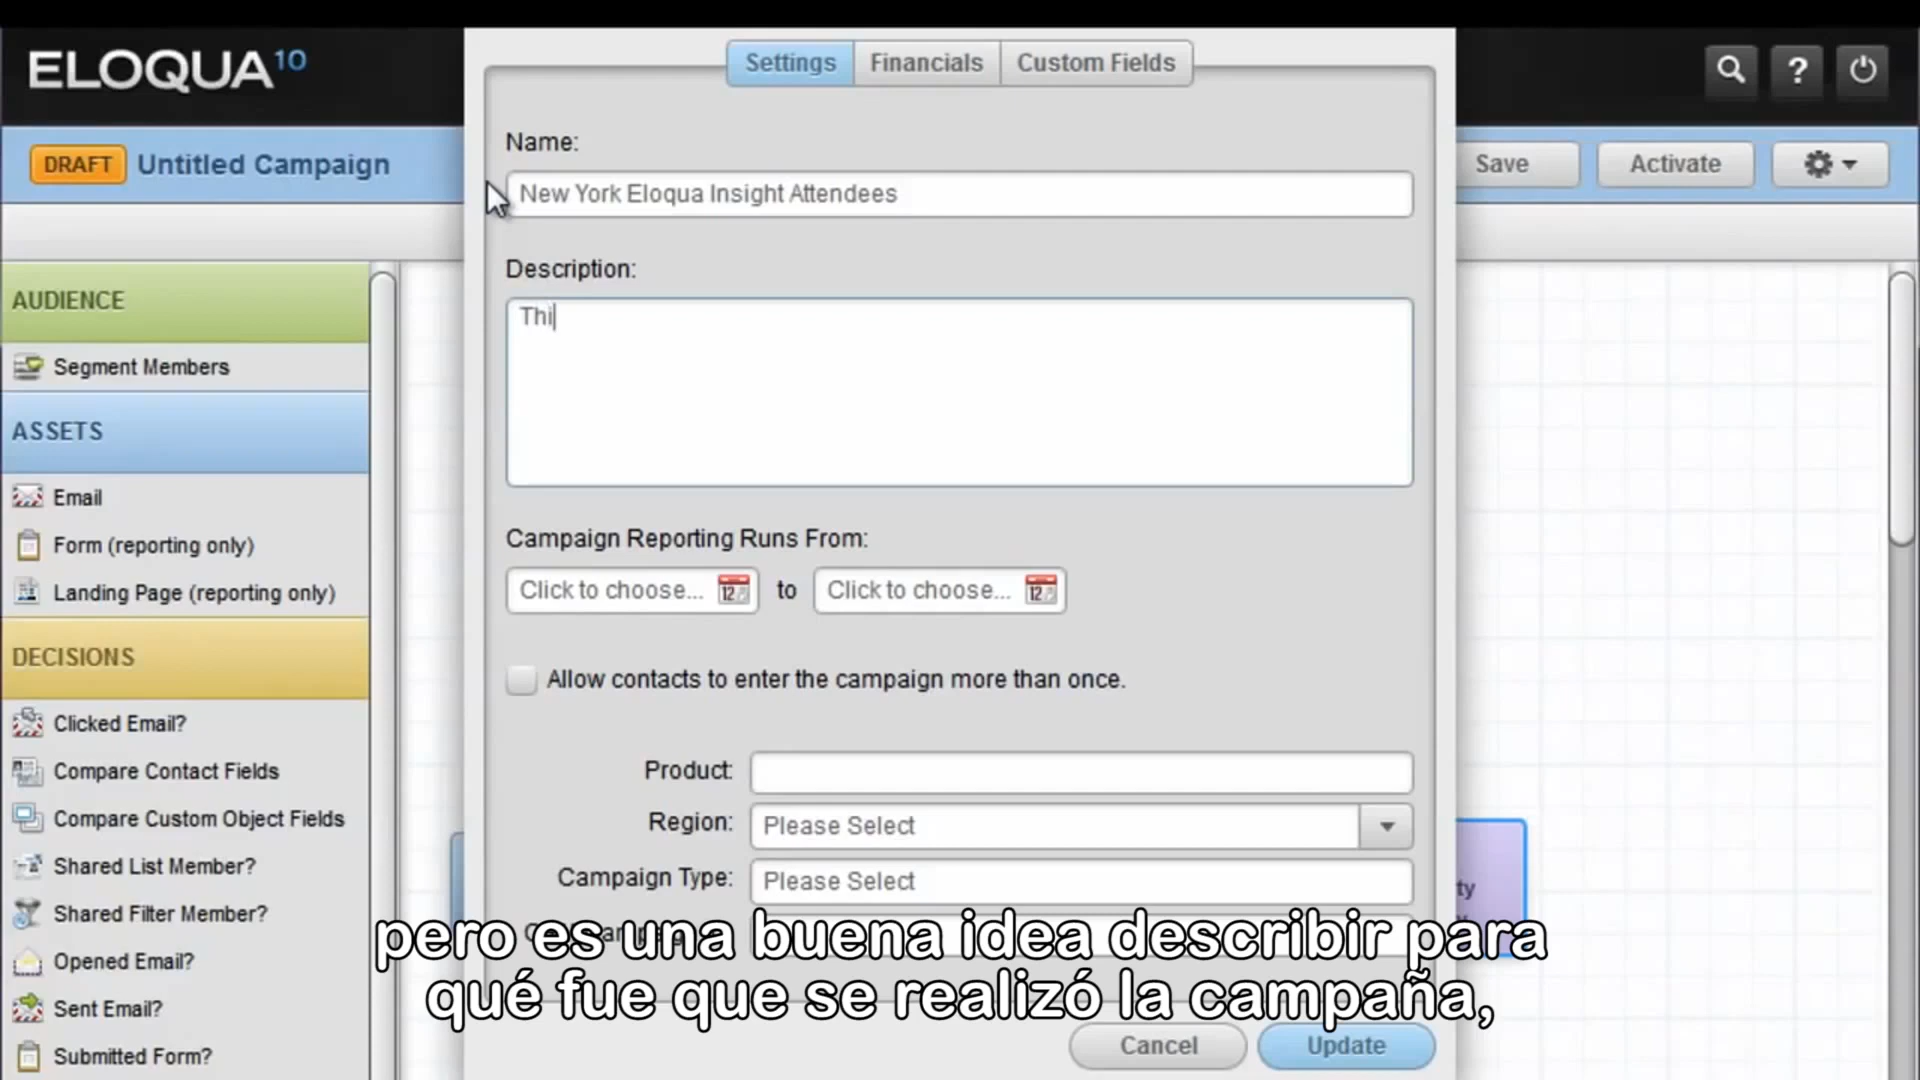 ELOQUA10
Settings
Financials
Custom Fields
DRAFT
Untitled Campaign
Save
Activate
Name:
New York Eloqua Insight Attendees
Description:
Thi
Campaign Reporting Runs From:
Click to choose...
12
to
Click to choose...
12
Allow contacts to enter the campaign more than once.
Product:
Region:
Please Select
Campaign Type:
Please Select
Cancel
Update
AUDIENCE
Segment Members
ASSETS
Email
Form (reporting only)
Landing Page (reporting only)
DECISIONS
Clicked Email?
Compare Contact Fields
Compare Custom Object Fields
Shared List Member?
Shared Filter Member?
Opened Email?
Sent Email?
Submitted Form?
pero es una buena idea describir para
qué fue que se realizó la campaña,